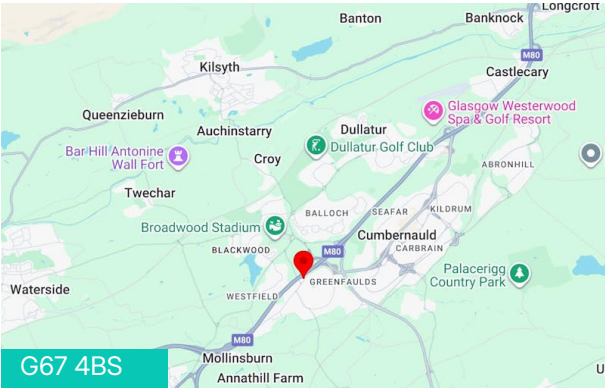 Longcroft
Banton
Banknock
M80
Kilsyth
Castlecary
Glasgow Westerwood
Spa & Golf Resort
Queenzieburn
Auchinstarry
Dullatur
Bar Hill Antonine
Wall Fort
Dullatur Golf Club
Croy
ABRONHILL
Twechar
BALLOCH
SEAFAR
KILDRUM
Broadwood Stadium
Cumbernauld
BLACKWOOD
M80
CARBRAIN
Palacerigg
Country Park
GREENFAULDS
Waterside
WESTFIELD
M80
Mollinsburn
G67 4BS
Annathill Farm